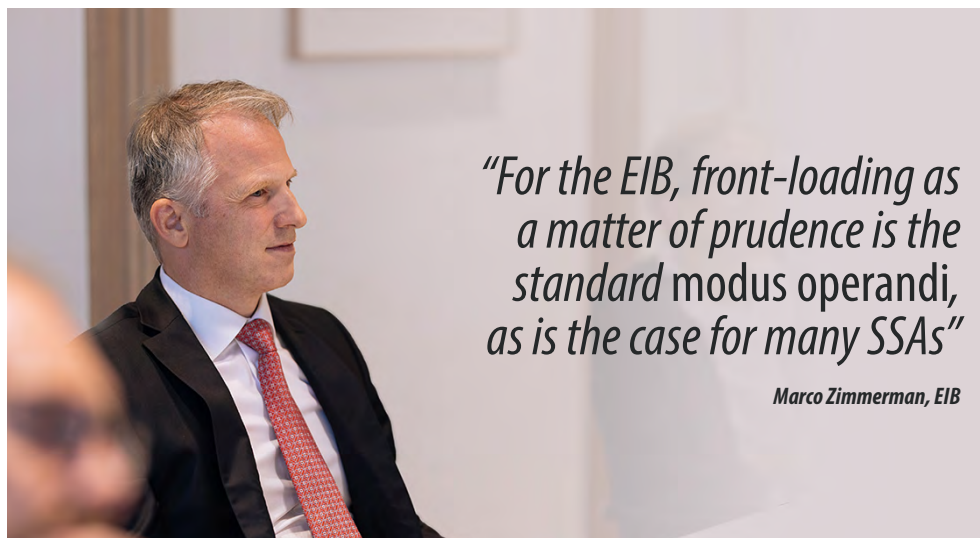 “For the EIB, front-loading as
a matter of prudence is the
standard modus operandi,
as is the case for many SSAs”
Marco Zimmerman, EIB